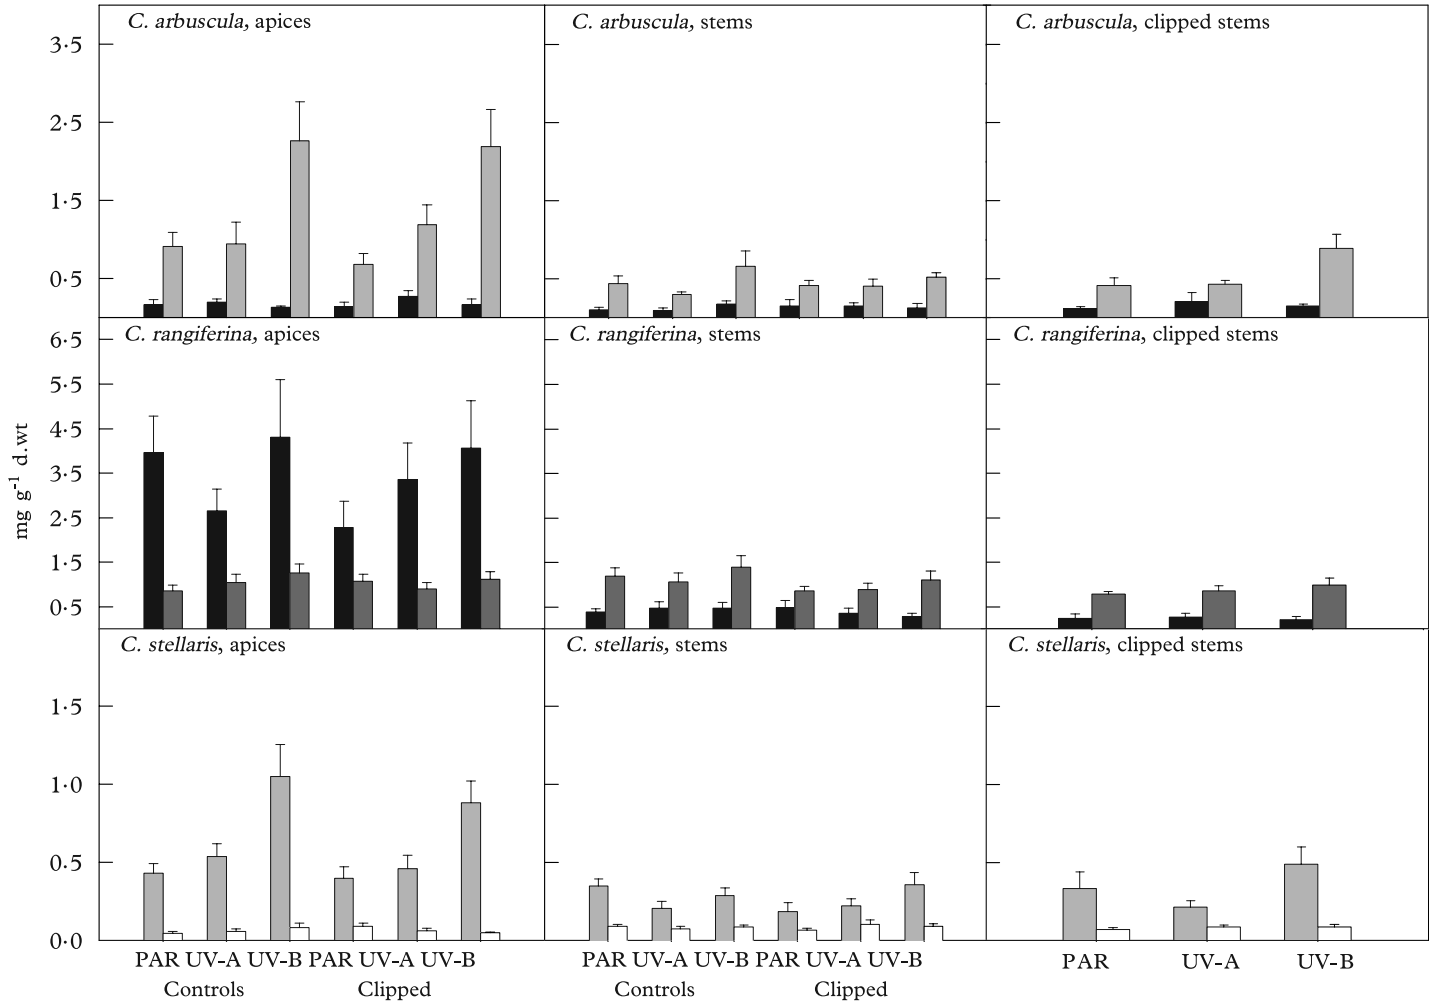 C. arbuscula, apices
C. arbuscula, stems
C. arbuscula, clipped stems
3·5
2·5
1·5
0·5
C. rangiferina, apices
C. rangiferina, stems
C. rangiferina, clipped stems
6·5
5·5
4·5
3·5
2·5
1·5
0·5
mg g⁻¹ d.wt
C. stellaris, apices
C. stellaris, stems
C. stellaris, clipped stems
1·5
1·0
0·5
0·0
PAR UV-A UV-B PAR UV-A UV-B
Controls Clipped
PAR UV-A UV-B PAR UV-A UV-B
Controls Clipped
PAR UV-A UV-B